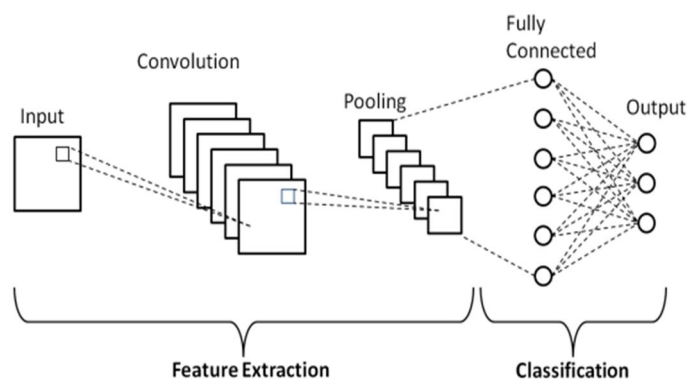 Fully
Connected
Convolution
Pooling
Output
Input
Feature Extraction
Classification